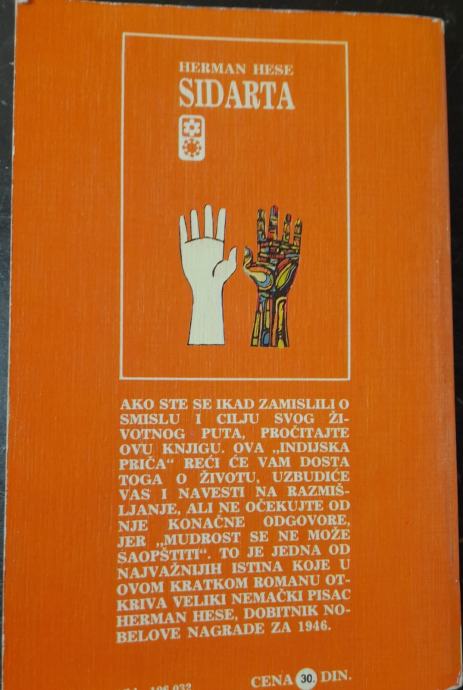 HERMAN HESE
SIDARTA
AKO STE SE IKAD ZAMISLILI O
SMISLU I CILJU SVOG ŽI-
VOTNOG PUTA, PROČITAJTE
OVU KNJIGU. OVA „INDIJSKA
PRIČA“ REĆI ĆE VAM DOSTA
TOGA O ŽIVOTU, UZBUDIĆE
VAS I NAVESTI NA RAZMIŠ-
LJANJE, ALI NE OČEKUJTE OD
NJE KONAČNE ODGOVORE,
JER „MUDROST SE NE MOŽE
SAOPŠTITI“. TO JE JEDNA OD
NAJVAŽNIJIH ISTINA KOJE U
OVOM KRATKOM ROMANU OT-
KRIVA VELIKI NEMAČKI PISAC
HERMAN HESE, DOBITNIK NO-
BELOVE NAGRADE ZA 1946.
CENA 30. DIN.